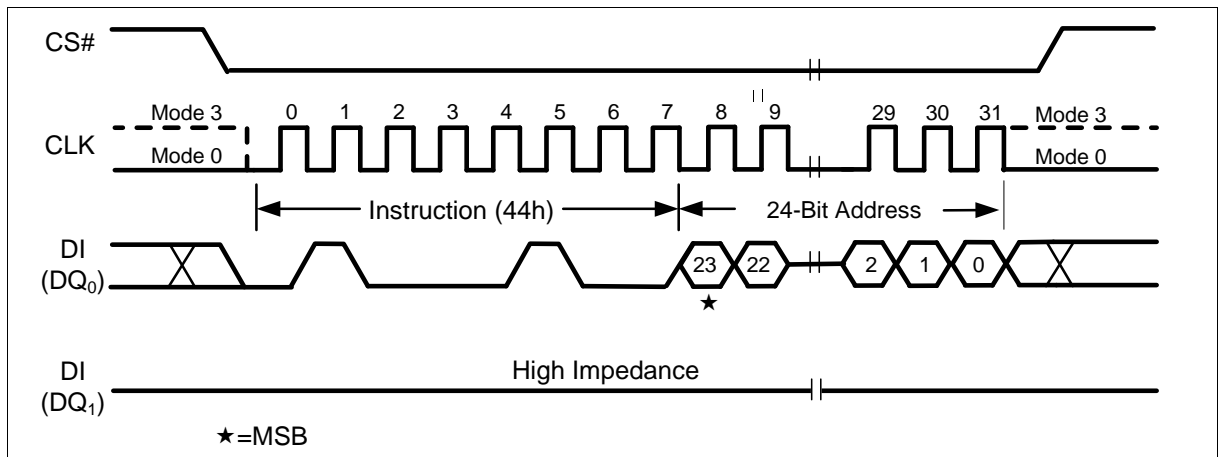 CS#
Mode 3
0 1 2 3 4 5 6 7 8 9 29 30 31
Mode 3
CLK
Mode 0
Mode 0
Instruction (44h)
24-Bit Address
DI
(DQ0)
23 22 2 1 0
★
High Impedance
DI
(DQ1)
★=MSB